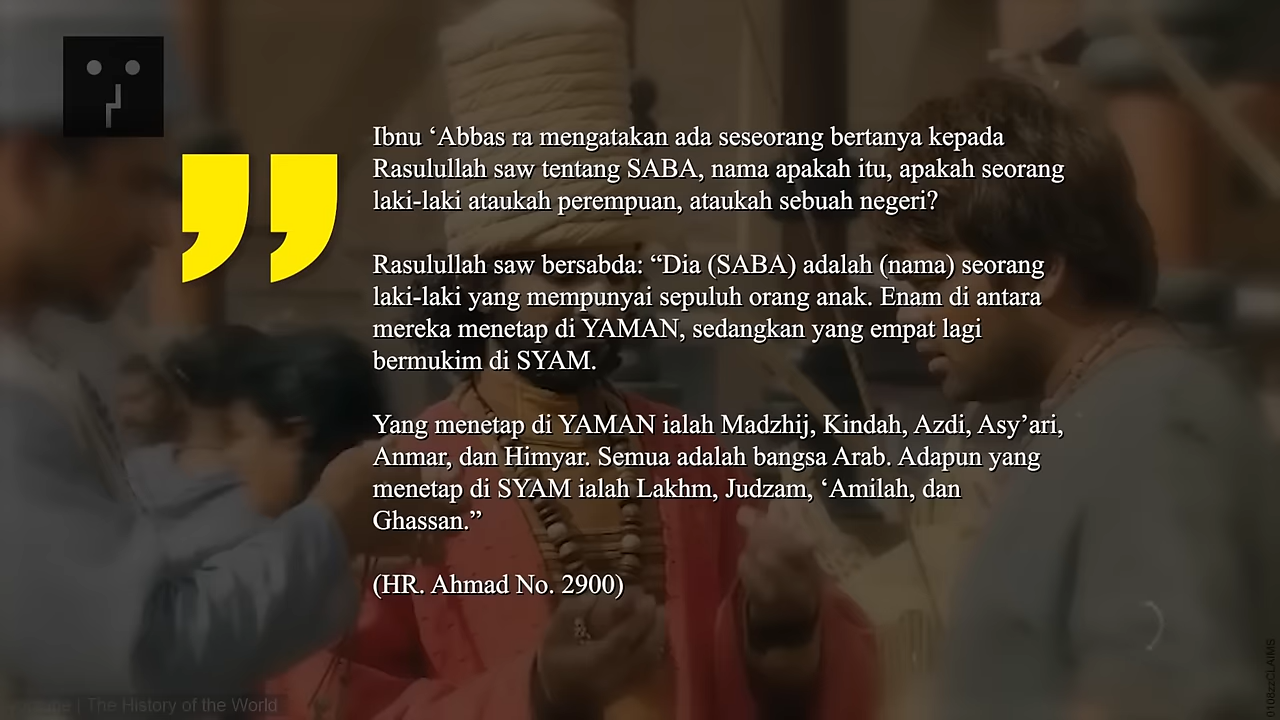 Ibnu ‘Abbas ra mengatakan ada seseorang bertanya kepada
Rasulullah saw tentang SABA, nama apakah itu, apakah seorang
laki-laki ataukah perempuan, ataukah sebuah negeri?
Rasulullah saw bersabda: “Dia (SABA) adalah (nama) seorang
laki-laki yang mempunyai sepuluh orang anak. Enam di antara
mereka menetap di YAMAN, sedangkan yang empat lagi
bermukim di SYAM.
Yang menetap di YAMAN ialah Madzhij, Kindah, Azdi, Asy’ari,
Anmar, dan Himyar. Semua adalah bangsa Arab. Adapun yang
menetap di SYAM ialah Lakhm, Judzam, ‘Amilah, dan
Ghassan.”
(HR. Ahmad No. 2900)
| The History of the World